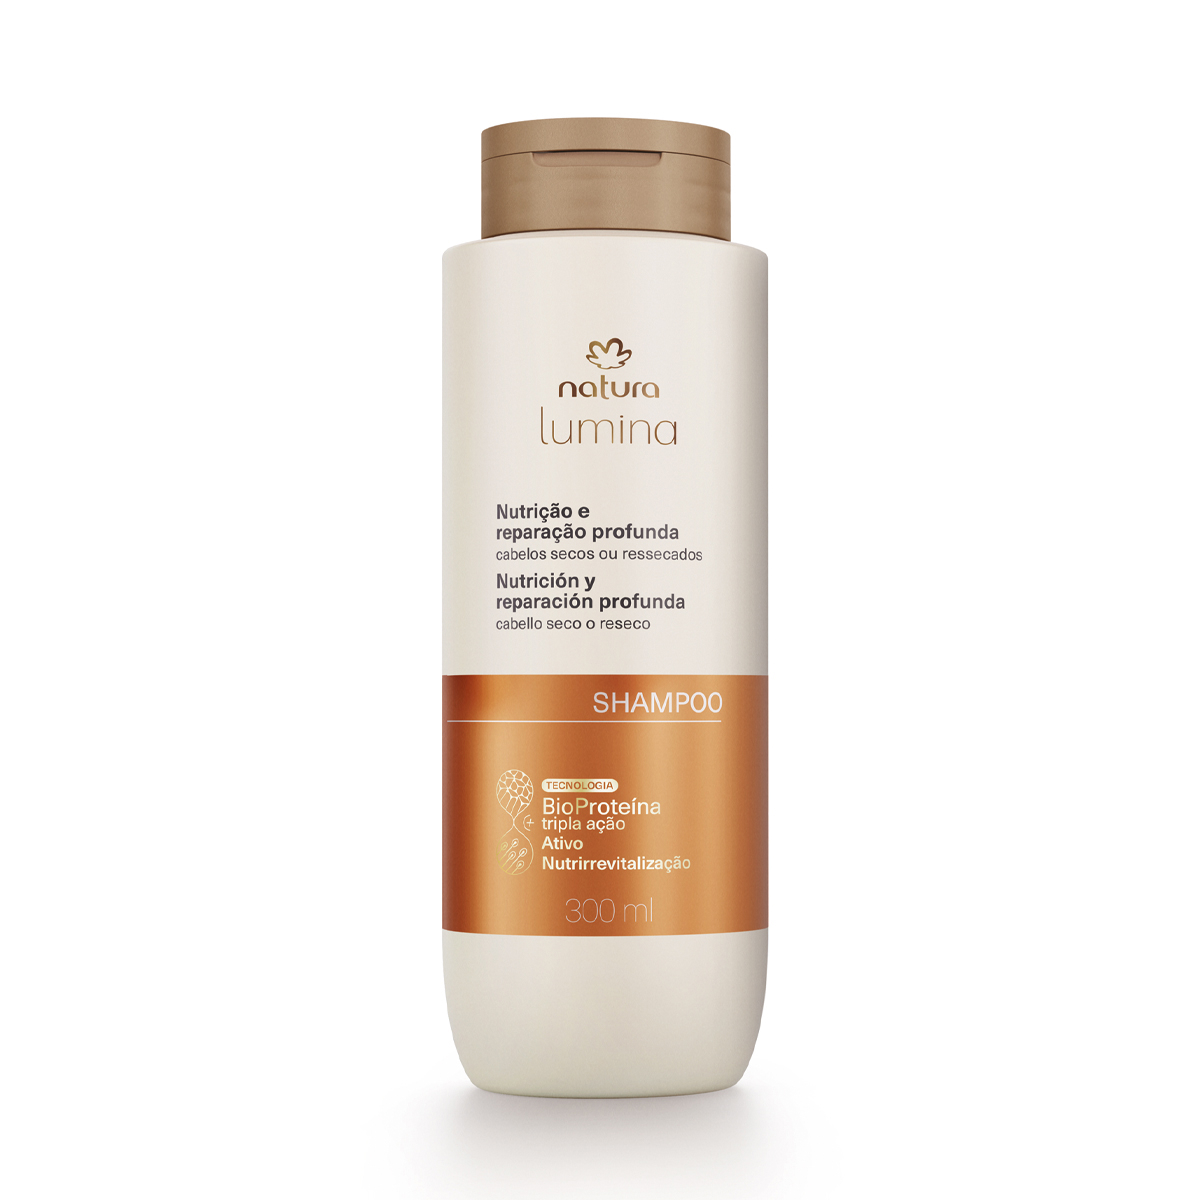 natura
lumina
Nutrição e
reparação profunda
cabelos secos ou ressecados
Nutrición y
reparación profunda
cabello seco o reseco
SHAMPOO
TECNOLOGIA
BioProteína
tripla ação
Ativo
Nutrirrevitalização
300 ml